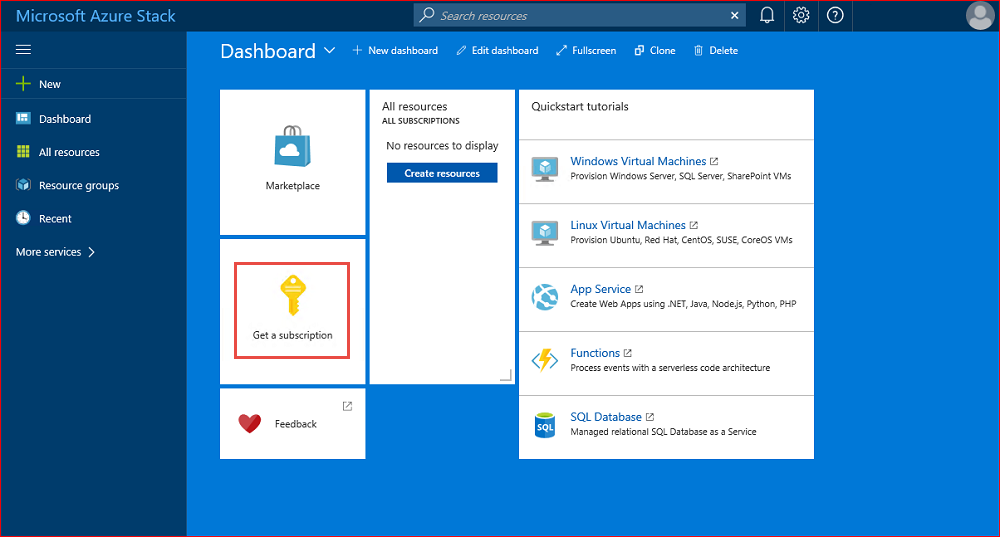 Microsoft Azure Stack
Search resources
New
Dashboard
All resources
Resource groups
Recent
More services
Dashboard
New dashboard
Edit dashboard
Fullscreen
Clone
Delete
Marketplace
Get a subscription
Feedback
All resources
ALL SUBSCRIPTIONS
No resources to display
Create resources
Quickstart tutorials
Windows Virtual Machines
Provision Windows Server, SQL Server, SharePoint VMs
Linux Virtual Machines
Provision Ubuntu, Red Hat, CentOS, SUSE, CoreOS VMs
App Service
Create Web Apps using .NET, Java, Node.js, Python, PHP
Functions
Process events with a serverless code architecture
SQL
SQL Database
Managed relational SQL Database as a Service